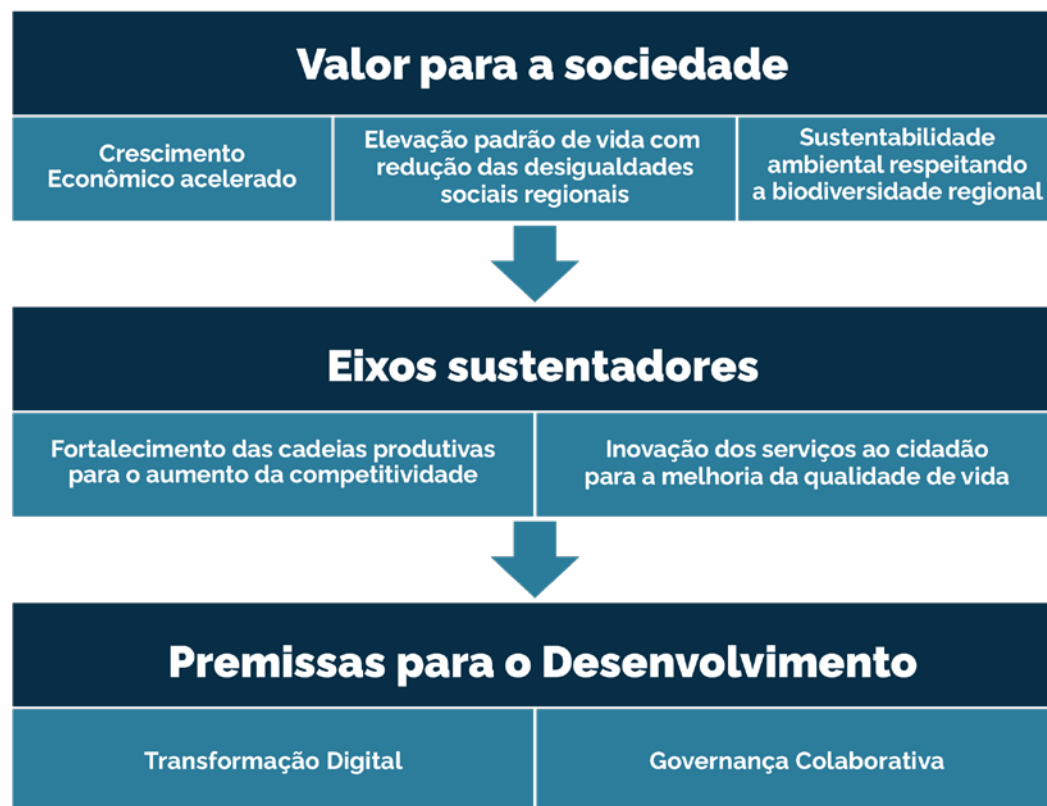 Valor para a sociedade
Crescimento
Econômico acelerado
Elevação padrão de vida com
redução das desigualdades
sociais regionais
Sustentabilidade
ambiental respeitando
a biodiversidade regional
Eixos sustentadores
Fortalecimento das cadeias produtivas
para o aumento da competitividade
Inovação dos serviços ao cidadão
para a melhoria da qualidade de vida
Premissas para o Desenvolvimento
Transformação Digital
Governança Colaborativa